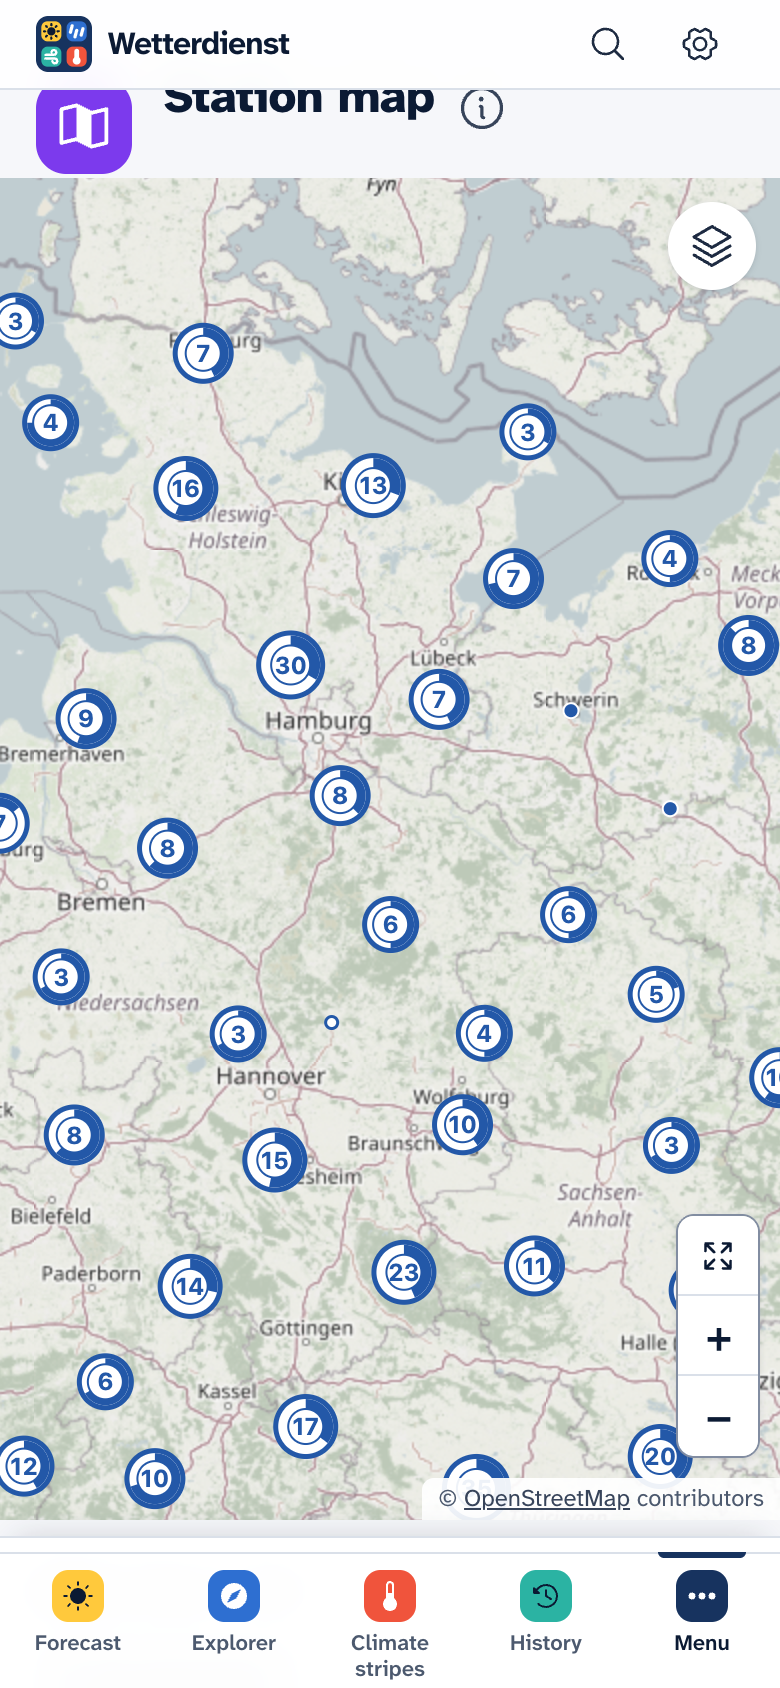 Wetterdienst
Station map
Fyn
3
7
4
3
16
13
Schleswig-
Holstein
4
7
Meck
Vorp
8
Lübeck
30
7
Schwerin
9
Hamburg
Bremerhaven
8
7
urg
8
Bremen
6
6
3
Niedersachsen
5
3
4
Hannover
Wolfsburg
10
8
Braunschw
3
15
esheim
Sachsen-
Anhalt
Bielefeld
11
23
Paderborn
14
Göttingen
Halle
6
Kassel
17
12
10
20
© OpenStreetMap contributors
Forecast
Explorer
Climate
stripes
History
Menu